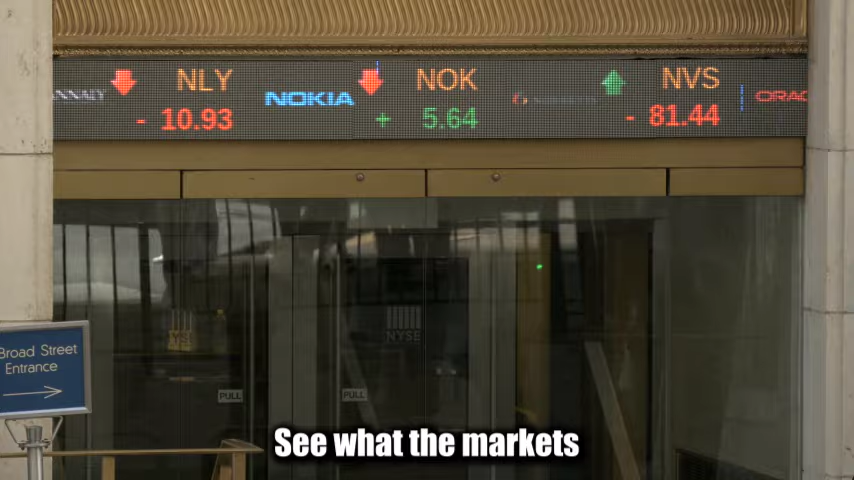 NLY
- 10.93
NOKIA
NOK
+ 5.64
NVS
- 81.44
NYSE
PULL
PULL
Broad Street
Entrance
See what the markets